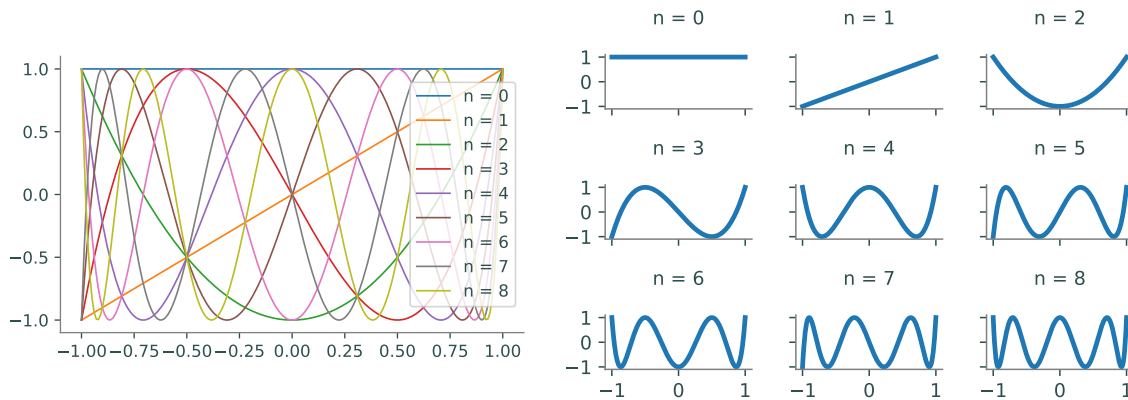 1.0
0.5
0.0
−0.5
−1.0
−1.00 −0.75 −0.50 −0.25 0.00 0.25 0.50 0.75 1.00
n = 0
n = 1
n = 2
n = 3
n = 4
n = 5
n = 6
n = 7
n = 8
n = 0 n = 1 n = 2
1
0
−1
n = 3 n = 4 n = 5
1
0
−1
n = 6 n = 7 n = 8
1
0
−1
−1 0 1 −1 0 1 −1 0 1